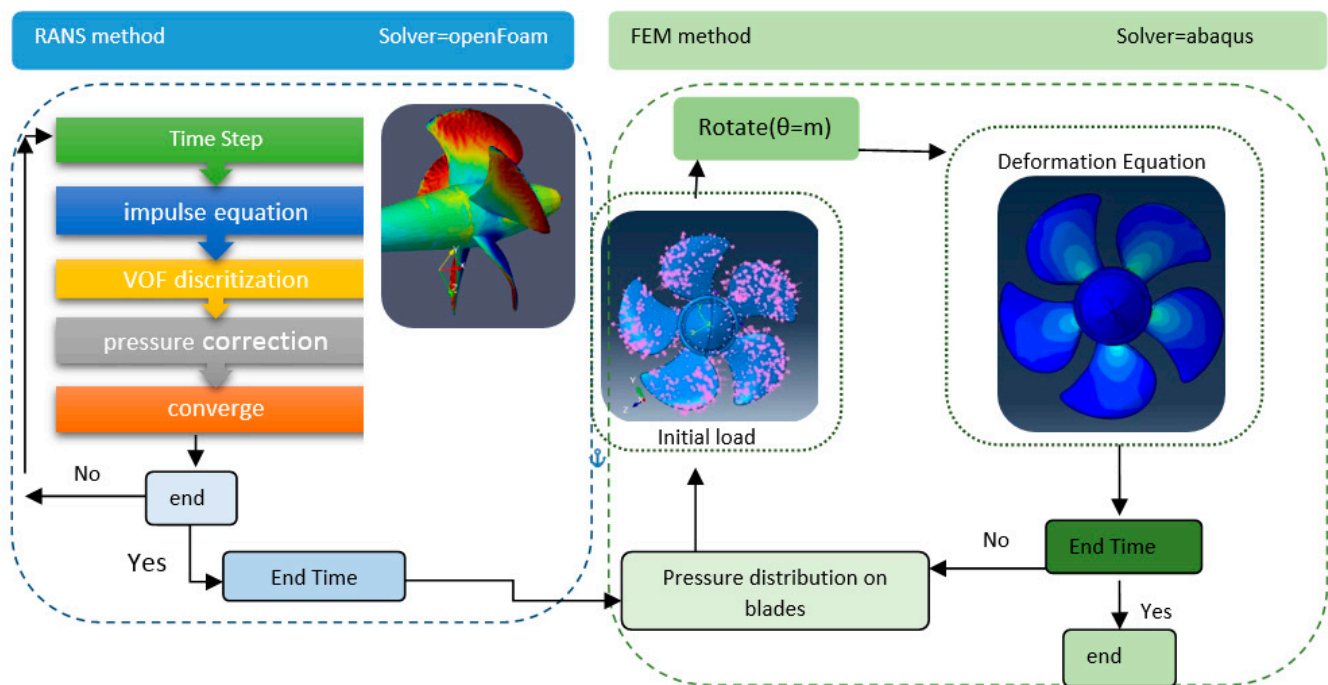 RANS method Solver=openFoam
FEM method Solver=abaqus
Time Step
impulse equation
VOF discritization
pressure correction
converge
No
end
Yes
End Time
Rotate(θ=m)
Initial load
Deformation Equation
Pressure distribution on
blades
No
End Time
Yes
end